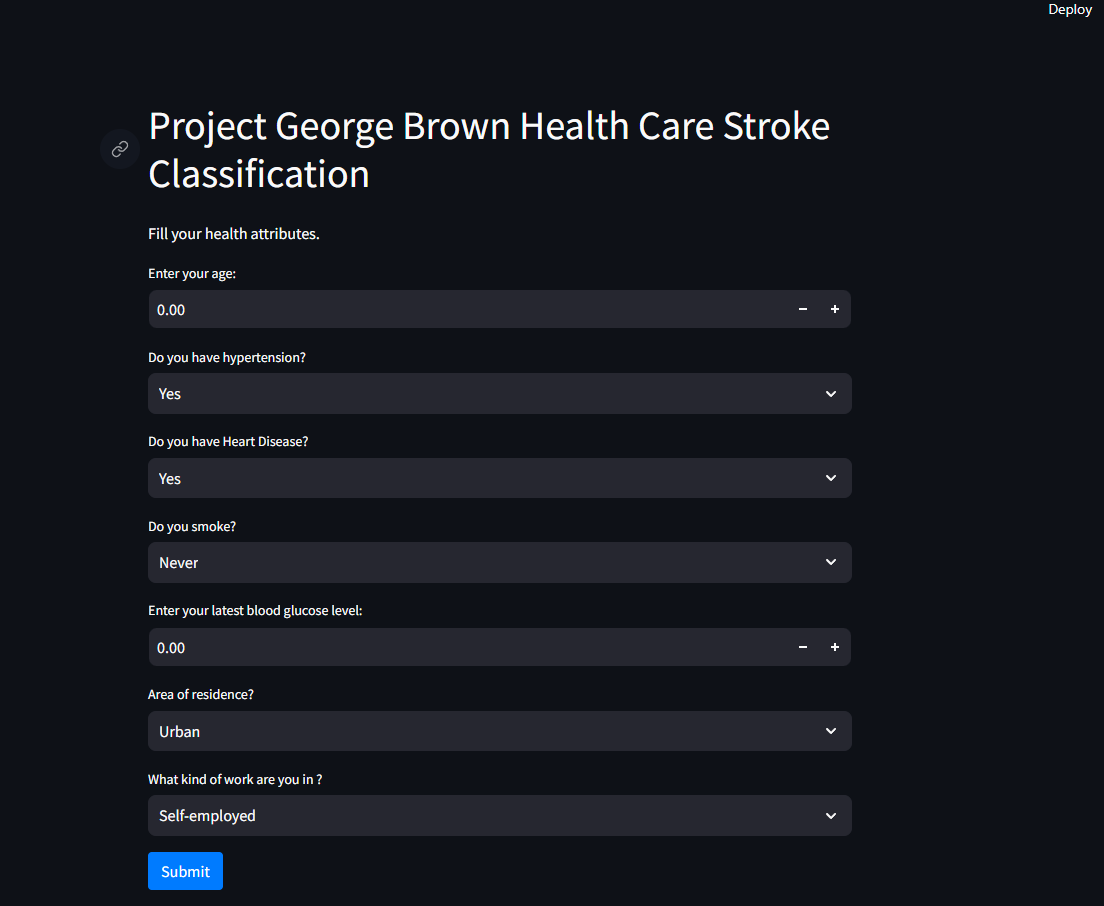 Deploy
Project George Brown Health Care Stroke
Classification
Fill your health attributes.
Enter your age:
0.00
Do you have hypertension?
Yes
Do you have Heart Disease?
Yes
Do you smoke?
Never
Enter your latest blood glucose level:
0.00
Area of residence?
Urban
What kind of work are you in ?
Self-employed
Submit